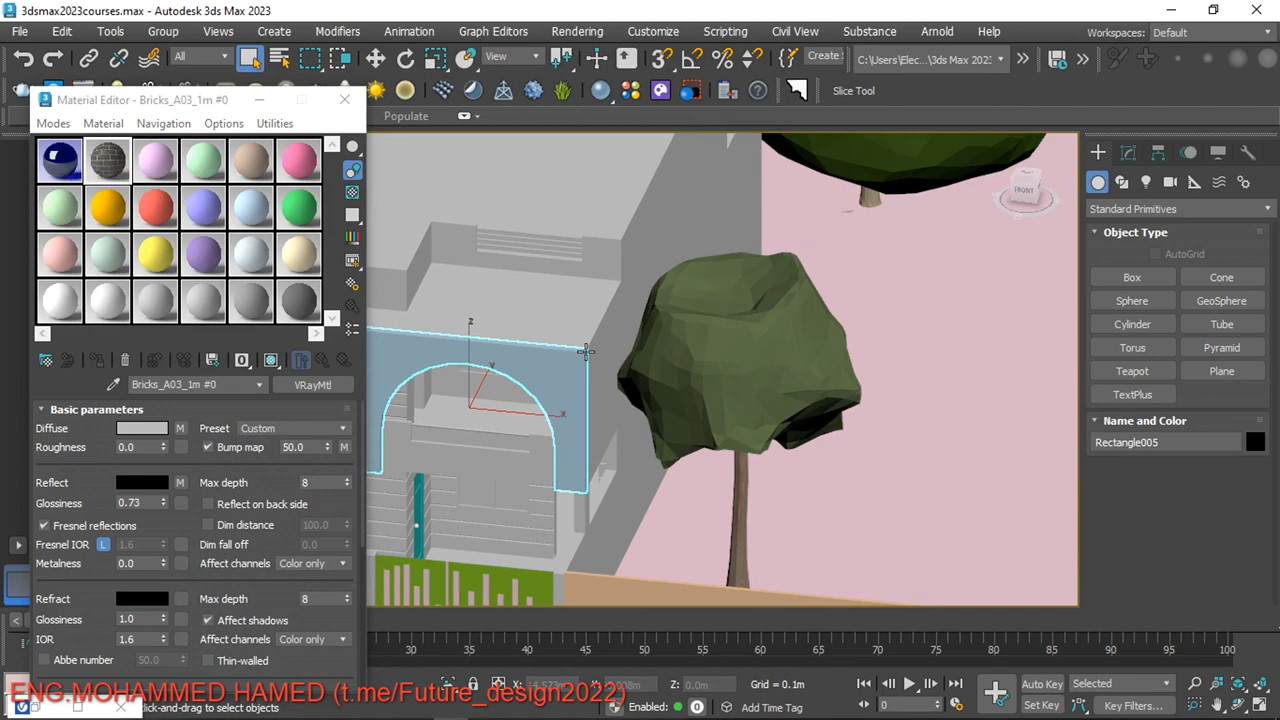 3dsmax2023courses.max - Autodesk 3ds Max 2023
File Edit Tools Group Views Create Modifiers Animation Graph Editors Rendering Customize Scripting Civil View Substance Arnold Help Workspaces: Default
All View Create C:\Users\Elec... \3ds Max 2023
Slice Tool
Populate
Material Editor - Bricks_A03_1m #0
Modes Material Navigation Options Utilities
Bricks_A03_1m #0 VRayMtl
Basic parameters
Diffuse M Preset Custom
Roughness 0.0 Bump map 50.0 M
Reflect M Max depth 8
Glossiness 0.73 Reflect on back side
Fresnel reflections Dim distance 100.0
Fresnel IOR L 1.6 Dim fall off 0.0
Metalness 0.0 Affect channels Color only
Refract Max depth 8
Glossiness 1.0 Affect shadows
IOR 1.6 Affect channels Color only
Abbe number 50.0 Thin-walled
z
y
x
FRONT
Standard Primitives
Object Type
AutoGrid
Box Cone
Sphere GeoSphere
Cylinder Tube
Torus Pyramid
Teapot Plane
TextPlus
Name and Color
Rectangle005
30 35 40 45 50 55 60 65 70 75 80 85 90 95 100
X: Z: 0.0m Grid = 0.1m
Auto Key Selected
ENG.MOHAMMED HAMED (t.me/Future_design2022)
click-and-drag to select objects Enabled: 0 Add Time Tag 0 Set Key Key Filters...